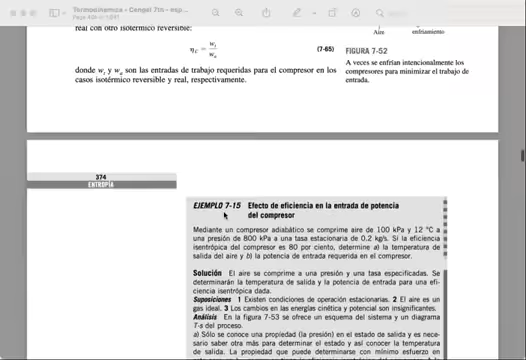 Termodinamica - Cengel 7th - esp...
real con otro isotérmico reversible:
Aire
enfriamiento
η_C = w_t / w_a
(7-65)
donde w_t y w_a son las entradas de trabajo requeridas para el compresor en los
casos isotérmico reversible y real, respectivamente.
FIGURA 7-52
A veces se enfrían intencionalmente los
compresores para minimizar el trabajo de
entrada.
374
ENTROPÍA
EJEMPLO 7-15 Efecto de eficiencia en la entrada de potencia
del compresor
Mediante un compresor adiabático se comprime aire de 100 kPa y 12 °C a
una presión de 800 kPa a una tasa estacionaria de 0.2 kg/s. Si la eficiencia
isentrópica del compresor es 80 por ciento, determine a) la temperatura de
salida del aire y b) la potencia de entrada requerida en el compresor.
Solución El aire se comprime a una presión y una tasa especificadas. Se
determinarán la temperatura de salida y la potencia de entrada para una efi-
ciencia isentrópica dada.
Suposiciones 1 Existen condiciones de operación estacionarias. 2 El aire es un
gas ideal. 3 Los cambios en las energías cinética y potencial son insignificantes.
Análisis En la figura 7-53 se ofrece un esquema del sistema y un diagrama
T-s del proceso.
a) Sólo se conoce una propiedad (la presión) en el estado de salida y es nece-
sario saber otra más para determinar el estado y así conocer la temperatura
de salida. La propiedad que puede determinarse con mínimo esfuerzo en